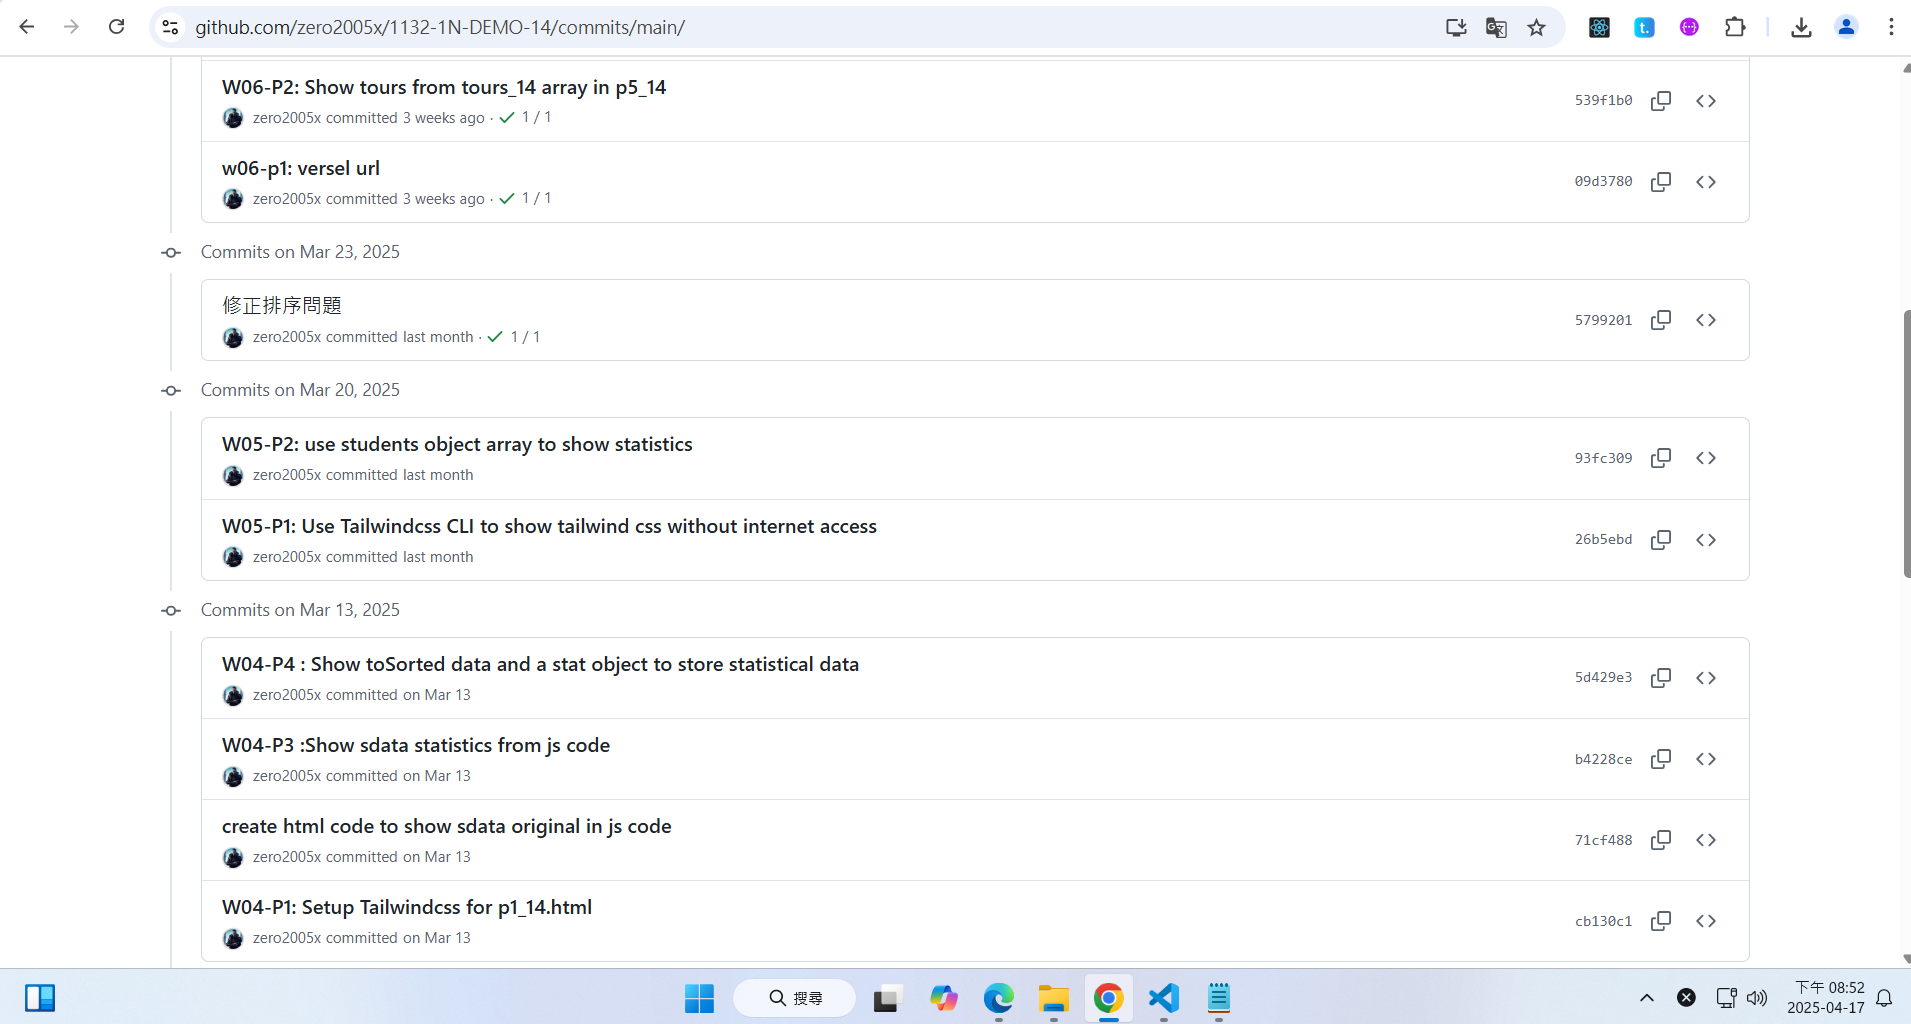 github.com/zero2005x/1132-1N-DEMO-14/commits/main/
W06-P2: Show tours from tours_14 array in p5_14
zero2005x committed 3 weeks ago · 1 / 1
539f1b0
w06-p1: versel url
zero2005x committed 3 weeks ago · 1 / 1
09d3780
Commits on Mar 23, 2025
修正排序問題
zero2005x committed last month · 1 / 1
5799201
Commits on Mar 20, 2025
W05-P2: use students object array to show statistics
zero2005x committed last month
93fc309
W05-P1: Use Tailwindcss CLI to show tailwind css without internet access
zero2005x committed last month
26b5ebd
Commits on Mar 13, 2025
W04-P4 : Show toSorted data and a stat object to store statistical data
zero2005x committed on Mar 13
5d429e3
W04-P3 :Show sdata statistics from js code
zero2005x committed on Mar 13
b4228ce
create html code to show sdata original in js code
zero2005x committed on Mar 13
71cf488
W04-P1: Setup Tailwindcss for p1_14.html
zero2005x committed on Mar 13
cb130c1
搜尋
下午 08:52
2025-04-17